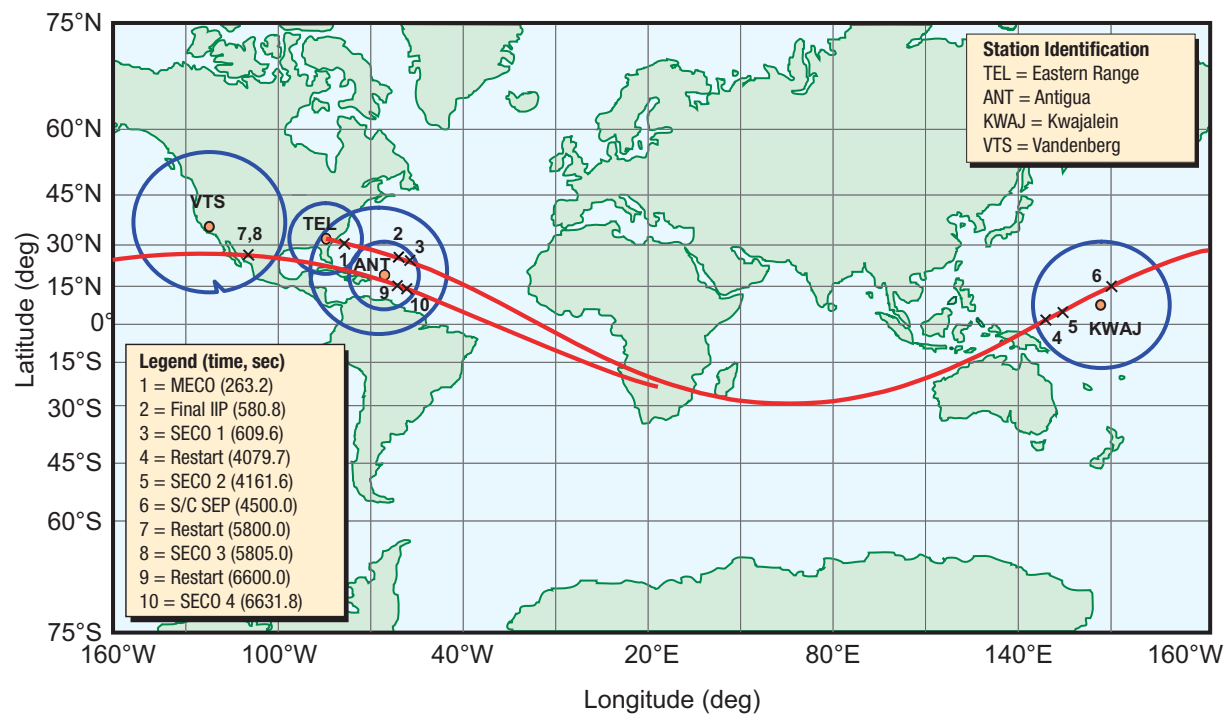 75°N
60°N
45°N
30°N
15°N
0°
15°S
30°S
45°S
60°S
75°S
Latitude (deg)
Station Identification
TEL = Eastern Range
ANT = Antigua
KWAJ = Kwajalein
VTS = Vandenberg
VTS
7,8
TEL
1
2
3
ANT
9
10
6
5
4
KWAJ
Legend (time, sec)
1 = MECO (263.2)
2 = Final IIP (580.8)
3 = SECO 1 (609.6)
4 = Restart (4079.7)
5 = SECO 2 (4161.6)
6 = S/C SEP (4500.0)
7 = Restart (5800.0)
8 = SECO 3 (5805.0)
9 = Restart (6600.0)
10 = SECO 4 (6631.8)
160°W 100°W 40°W 20°E 80°E 140°E 160°W
Longitude (deg)